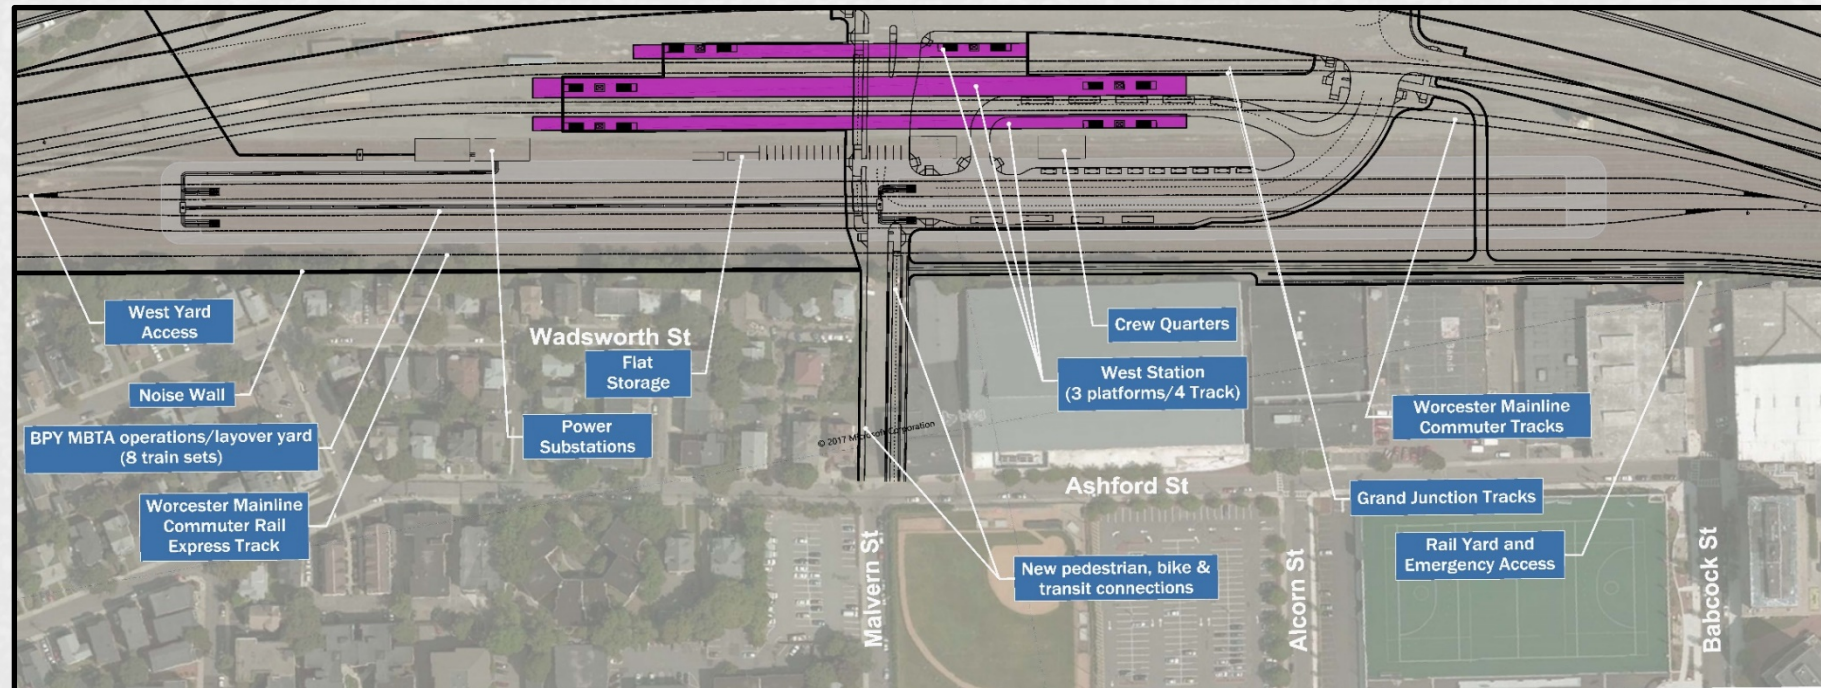 West Yard
Access
Noise Wall
BPY MBTA operations/layover yard
(8 train sets)
Worcester Mainline
Commuter Rail
Express Track
Wadsworth St
Flat
Storage
Power
Substations
© 2017 Microsoft Corporation
Crew Quarters
West Station
(3 platforms/4 Track)
Worcester Mainline
Commuter Tracks
Ashford St
Grand Junction Tracks
Rail Yard and
Emergency Access
New pedestrian, bike &
transit connections
Malvern St
Alcorn St
Babcock St